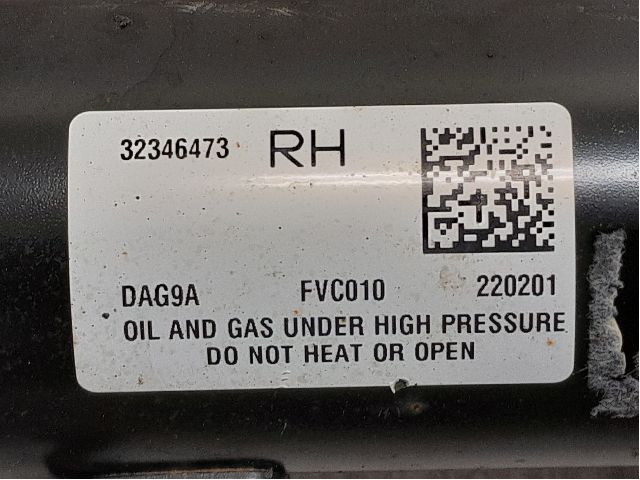 32346473 RH
DAG9A FVC010 220201
OIL AND GAS UNDER HIGH PRESSURE
DO NOT HEAT OR OPEN